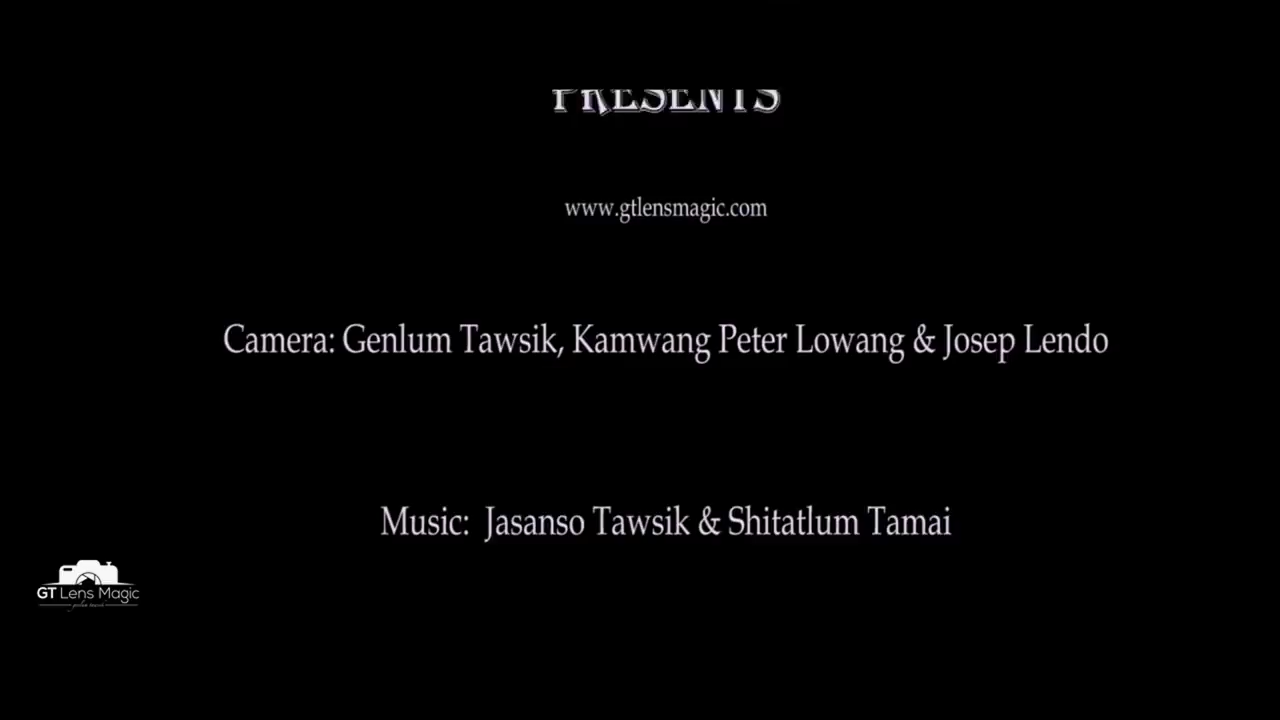 PRESENTS
www.gtlensmagic.com
Camera: Genlum Tawsik, Kamwang Peter Lowang & Josep Lendo
Music: Jasanso Tawsik & Shitatlum Tamai
GT Lens Magic